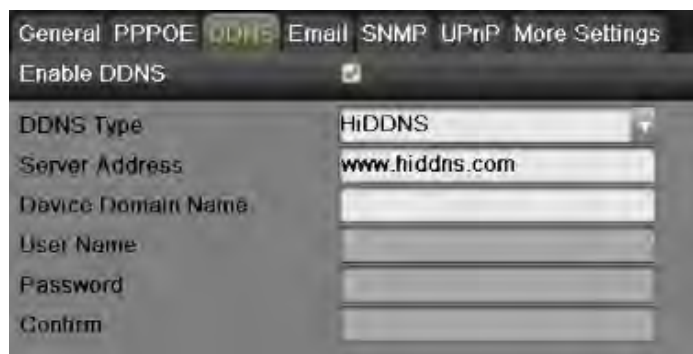 General PPPOE DDNS Email SNMP UPnP More Settings
Enable DDNS
DDNS Type HiDDNS
Server Address www.hiddns.com
Device Domain Name
User Name
Password
Confirm